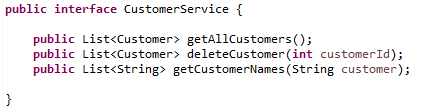 public interface CustomerService {
public List<Customer> getAllCustomers();
public List<Customer> deleteCustomer(int customerId);
public List<String> getCustomerNames(String customer);
}